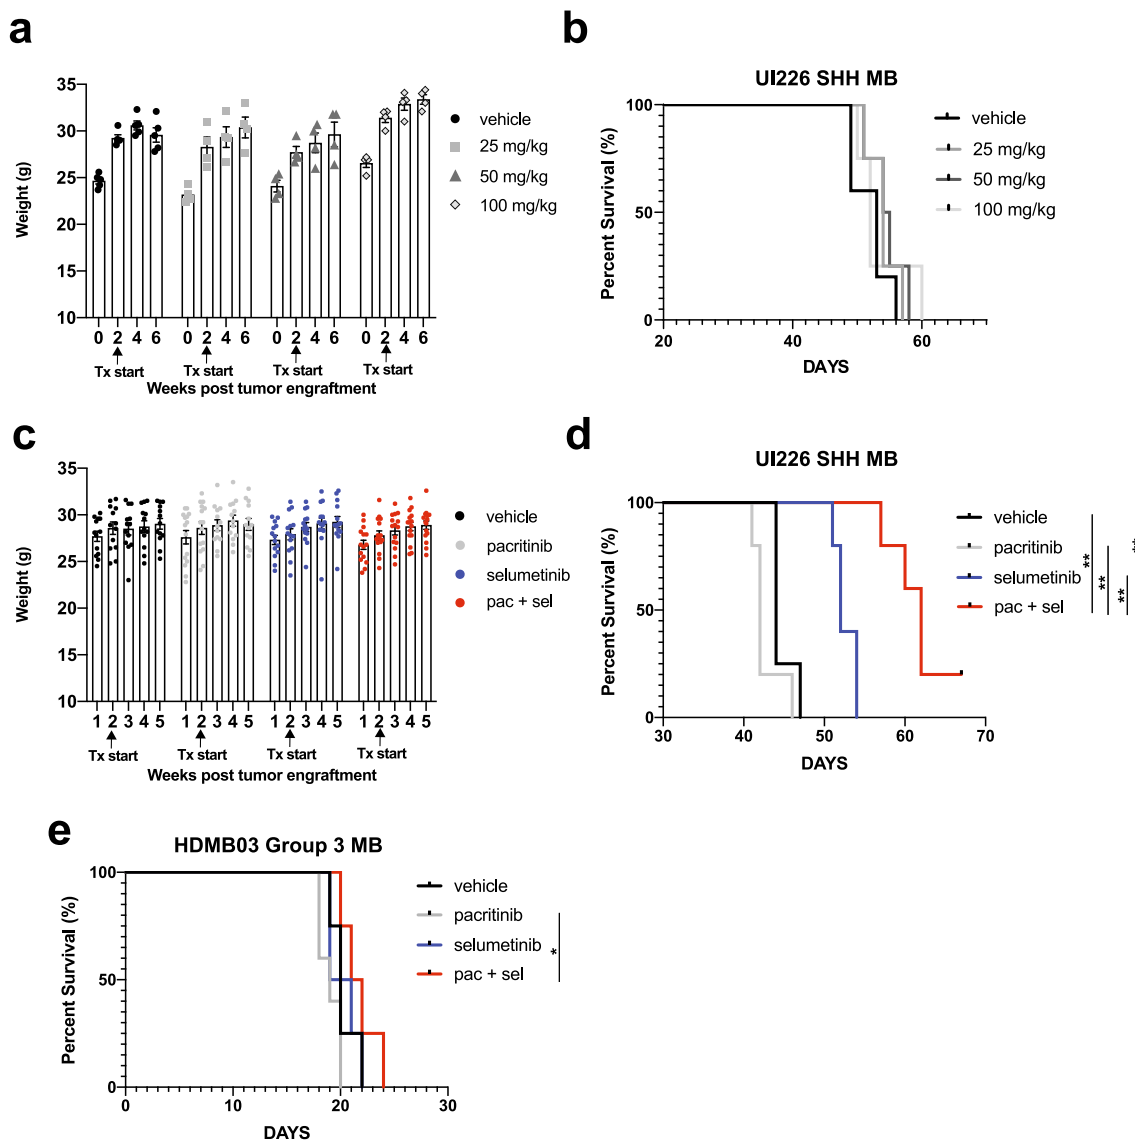 a
35
30
25
20
15
10
Weight (g)
0 2 4 6 0 2 4 6 0 2 4 6 0 2 4 6
Tx start Tx start Tx start Tx start
Weeks post tumor engraftment
vehicle
25 mg/kg
50 mg/kg
100 mg/kg
b
UI226 SHH MB
100
50
0
Percent Survival (%)
20 40 60
DAYS
vehicle
25 mg/kg
50 mg/kg
100 mg/kg
c
35
30
25
30
15
10
Weight (g)
1 2 3 4 5 1 2 3 4 5 1 2 3 4 5 1 2 3 4 5
Tx start Tx start Tx start Tx start
Weeks post tumor engraftment
vehicle
pacritinib
selumetinib
pac + sel
d
UI226 SHH MB
100
50
0
Percent Survival (%)
30 40 50 60 70
DAYS
vehicle
pacritinib
selumetinib
pac + sel
**
**
**
**
e
HDMB03 Group 3 MB
100
50
0
Percent Survival (%)
0 10 20 30
DAYS
vehicle
pacritinib
selumetinib
pac + sel
*